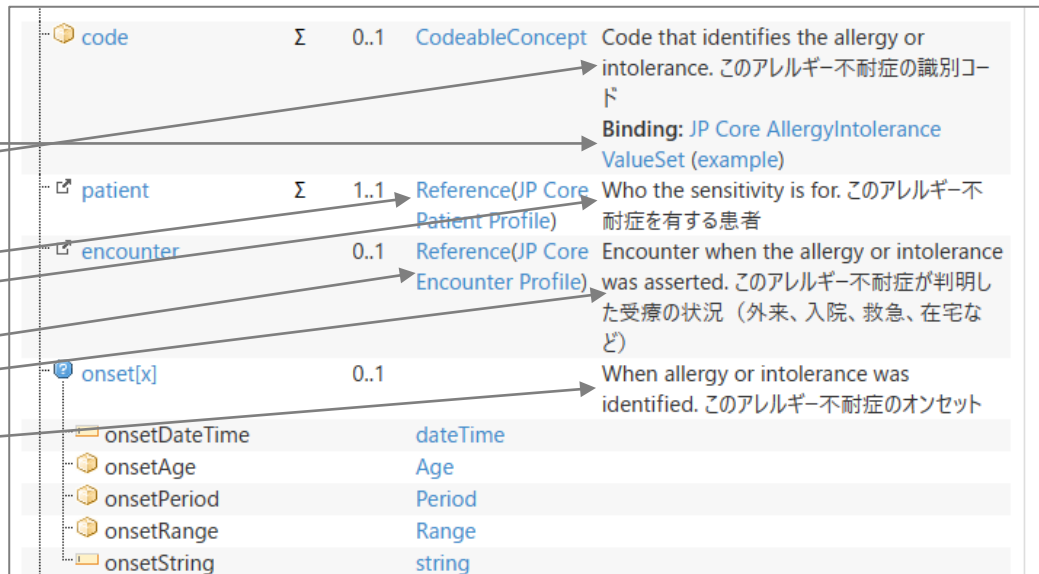 code Σ 0..1 CodeableConcept Code that identifies the allergy or
intolerance. このアレルギー不耐症の識別コー
ド
Binding: JP Core AllergyIntolerance
ValueSet (example)
patient Σ 1..1 Reference(JP Core Who the sensitivity is for. このアレルギー不
Patient Profile) 耐症を有する患者
encounter 0..1 Reference(JP Core Encounter when the allergy or intolerance
Encounter Profile) was asserted. このアレルギー不耐症が判明し
た受療の状況（外来、入院、救急、在宅な
ど）
onset[x] 0..1 When allergy or intolerance was
identified. このアレルギー不耐症のオンセット
onsetDateTime dateTime
onsetAge Age
onsetPeriod Period
onsetRange Range
onsetString string